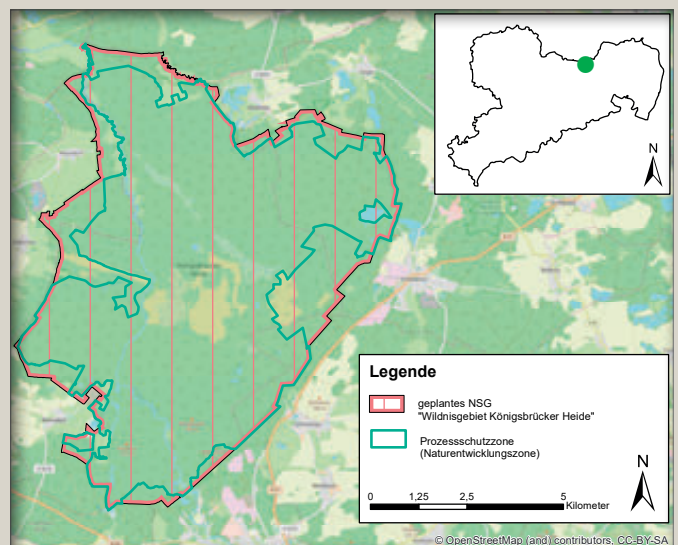 N
Legende
geplantes NSG
"Wildnisgebiet Königsbrücker Heide"
Prozessschutzzone
(Naturentwicklungszone)
N
0 1,25 2,5 5
Kilometer
© OpenStreetMap (and) contributors, CC-BY-SA